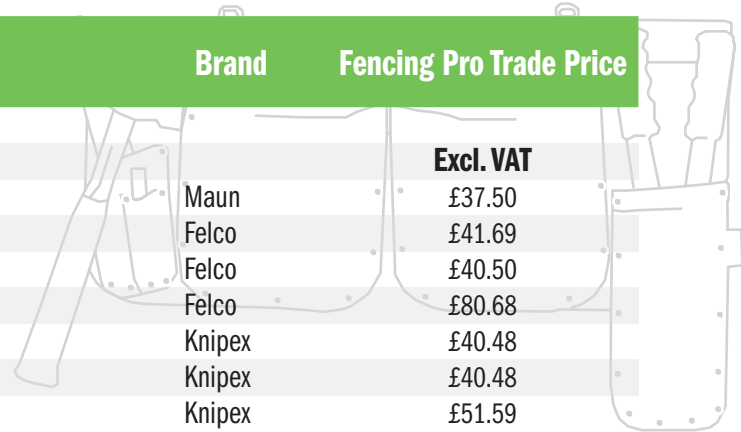 Brand Fencing Pro Trade Price
Excl. VAT
Maun £37.50
Felco £41.69
Felco £40.50
Felco £80.68
Knipex £40.48
Knipex £40.48
Knipex £51.59